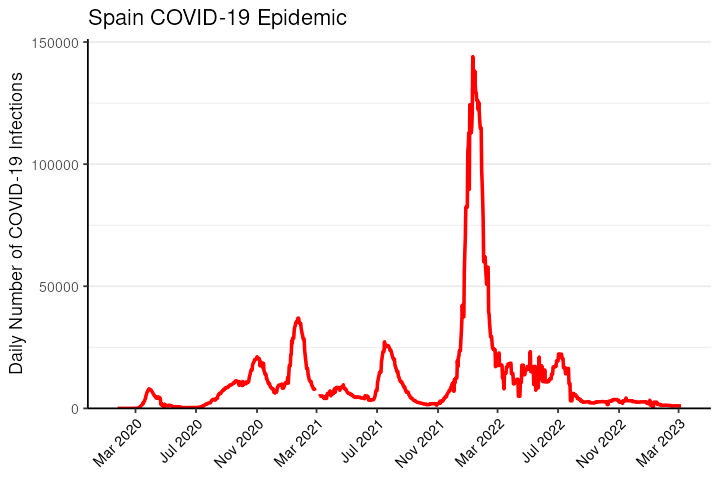 Spain COVID-19 Epidemic
Daily Number of COVID-19 Infections
150000
100000
50000
0
Mar 2020
Jul 2020
Nov 2020
Mar 2021
Jul 2021
Nov 2021
Mar 2022
Jul 2022
Nov 2022
Mar 2023